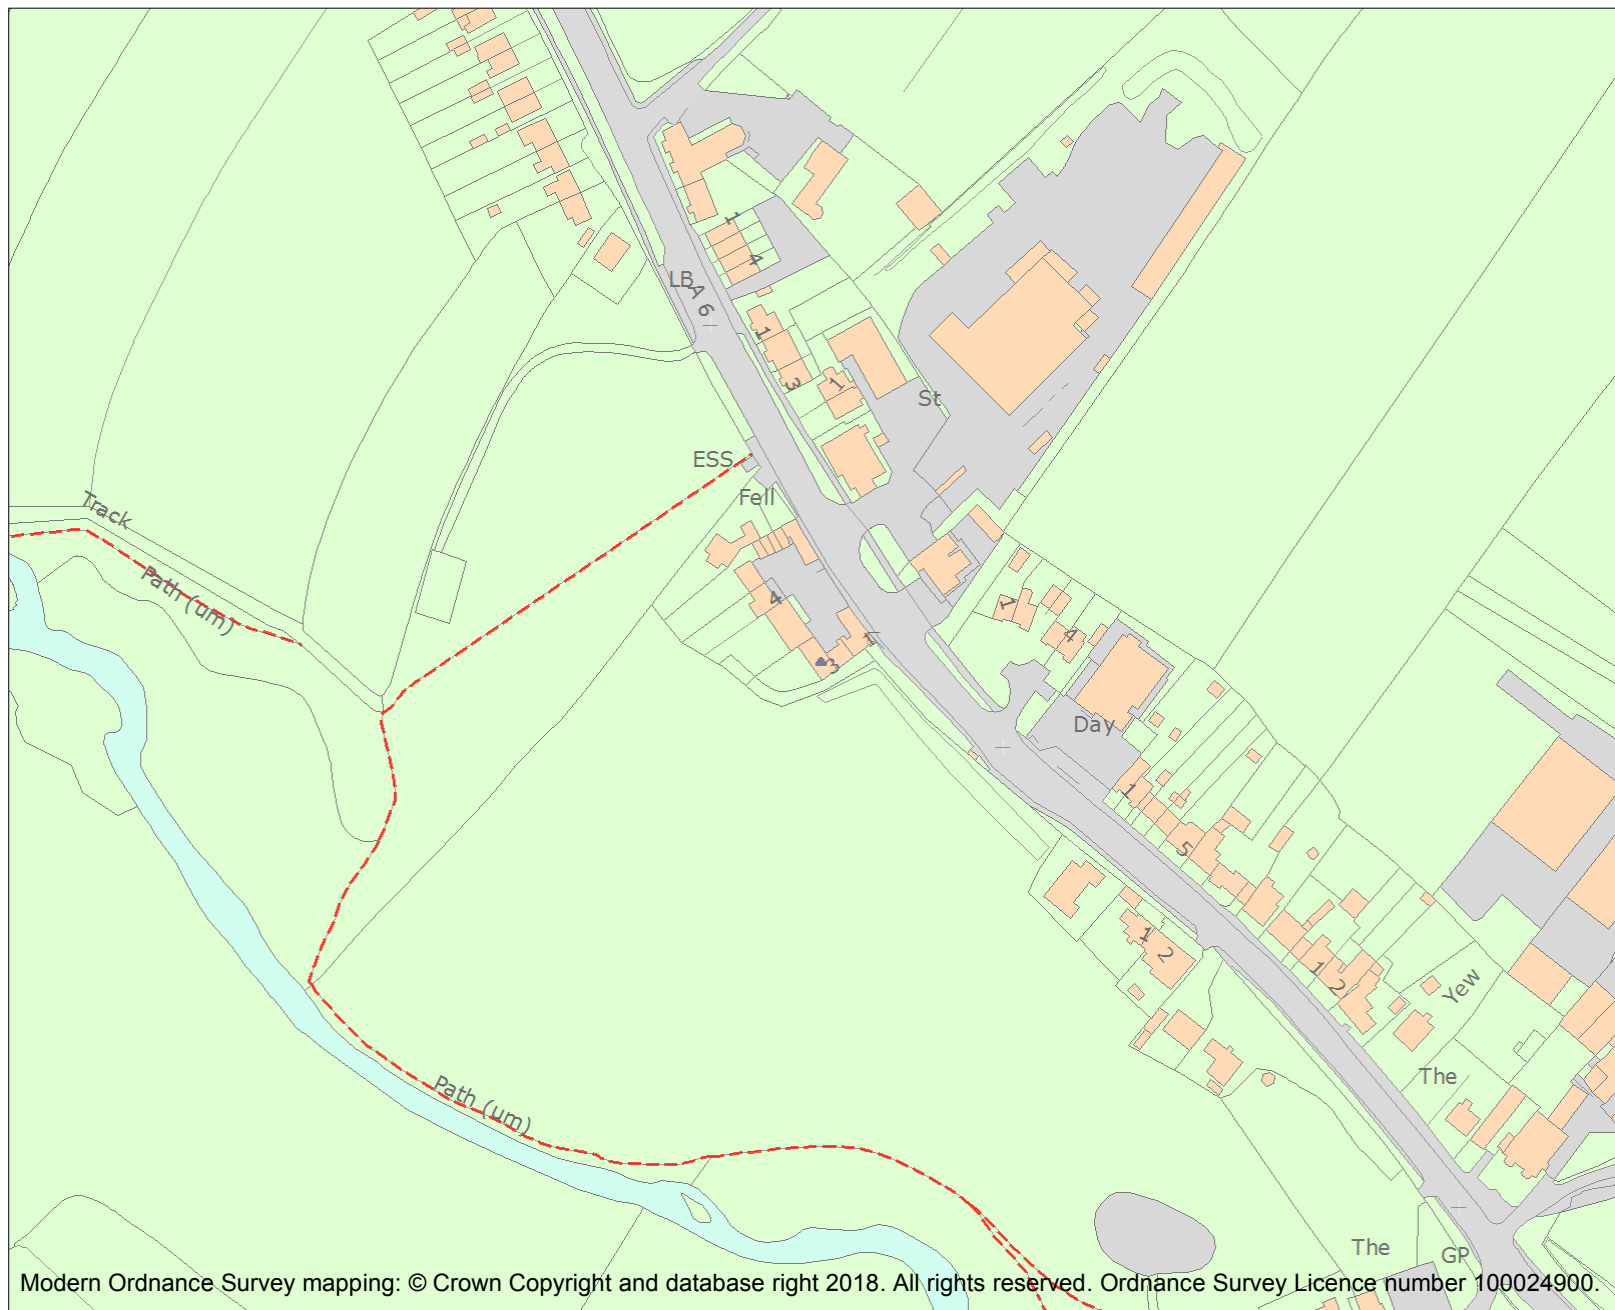 1
4
LB
A 6
1
3
1
St
ESS
Fell
Track
Path (um)
4
1
3
1
4
Day
1
5
1
2
1
2
Yew
The
Path (um)
The
GP
Modern Ordnance Survey mapping: © Crown Copyright and database right 2018. All rights reserved. Ordnance Survey Licence number 100024900.